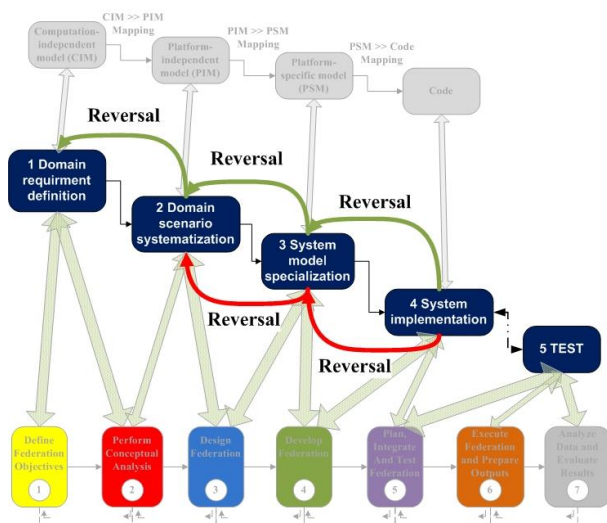 CIM >> PIM
Mapping
PIM >> PSM
Mapping
PSM >> Code
Mapping
Computation-
independent
model (CIM)
Platform-
independent
model (PIM)
Platform-
specific model
(PSM)
Code
Reversal
Reversal
Reversal
1 Domain
requirment
definition
2 Domain
scenario
systematization
3 System
model
specialization
4 System
implementation
5 TEST
Reversal
Reversal
Define
Federation
Objectives
1
Perform
Conceptual
Analysis
2
Design
Federation
3
Develop
Federation
4
Plan,
Integrate
And Test
Federation
5
Execute
Federation
and Prepare
Outputs
6
Analyze
Data and
Evaluate
Results
7